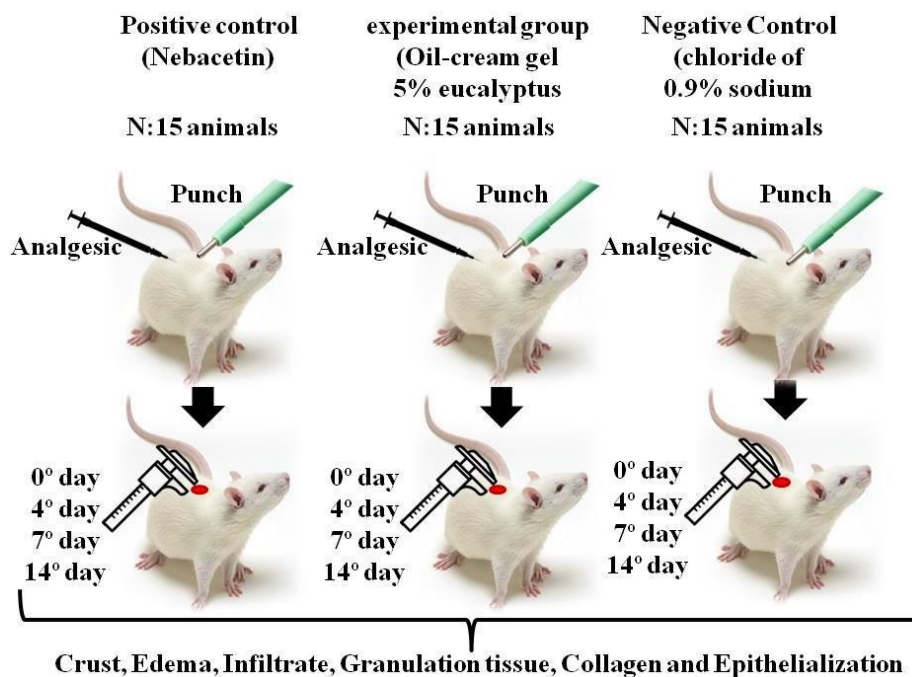 Positive control
(Nebacetin)
N:15 animals
experimental group
(Oil-cream gel
5% eucalyptus
N:15 animals
Negative Control
(chloride of
0.9% sodium
N:15 animals
Punch
Analgesic
Punch
Analgesic
Punch
Analgesic
0º day
4º day
7º day
14º day
0º day
4º day
7º day
14º day
0º day
4º day
7º day
14º day
Crust, Edema, Infiltrate, Granulation tissue, Collagen and Epithelialization